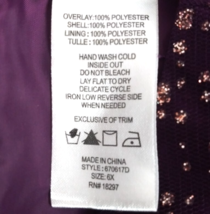 OVERLAY:100% POLYESTER
SHELL:100% POLYESTER
LINING : 100% POLYESTER
TULLE : 100% POLYESTER
HAND WASH COLD
INSIDE OUT
DO NOT BLEACH
LAY FLAT TO DRY
DELICATE CYCLE
IRON LOW REVERSE SIDE
WHEN NEEDED
EXCLUSIVE OF TRIM
MADE IN CHINA
STYLE:670617D
SIZE: 6X
RN# 18297